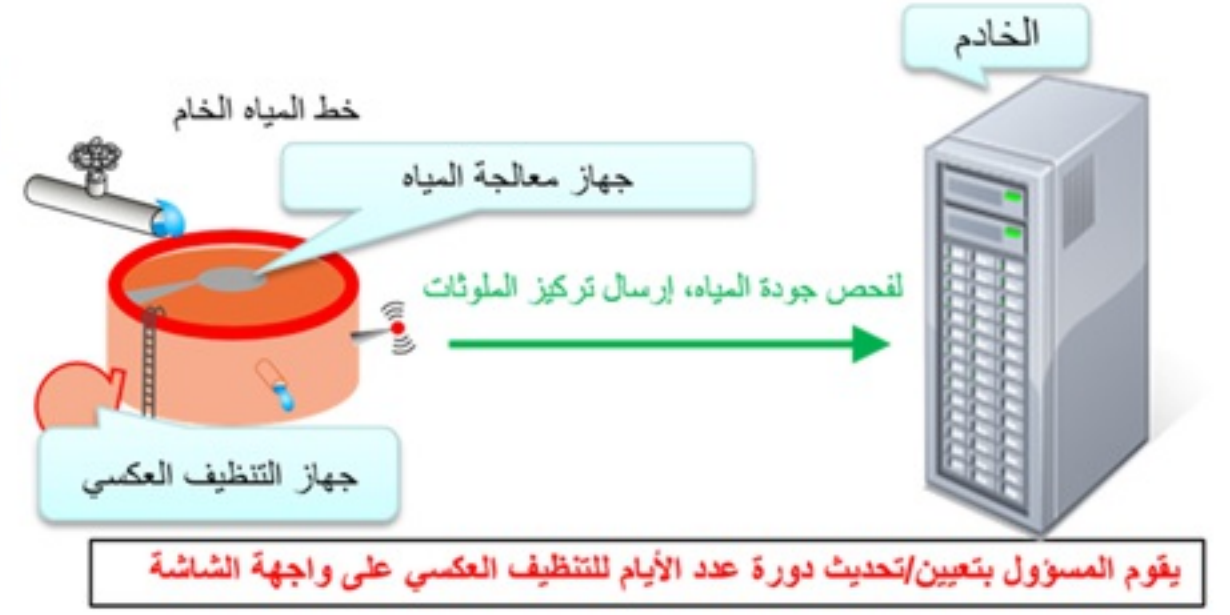 الخادم
خط المياه الخام
جهاز معالجة المياه
لفحص جودة المياه، إرسال تركيز الملوثات
جهاز التنظيف العكسي
يقوم المسؤول بتعيين/تحديث دورة عدد الأيام للتنظيف العكسي على واجهة الشاشة